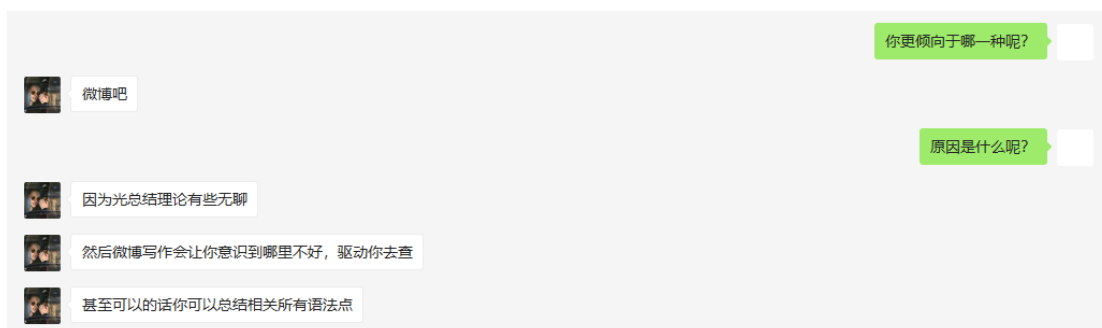 你更倾向于哪一种呢？
微博吧
原因是什么呢？
因为光总结理论有些无聊
然后微博写作会让你意识到哪里不好，驱动你去查
甚至可以的话你可以总结相关所有语法点